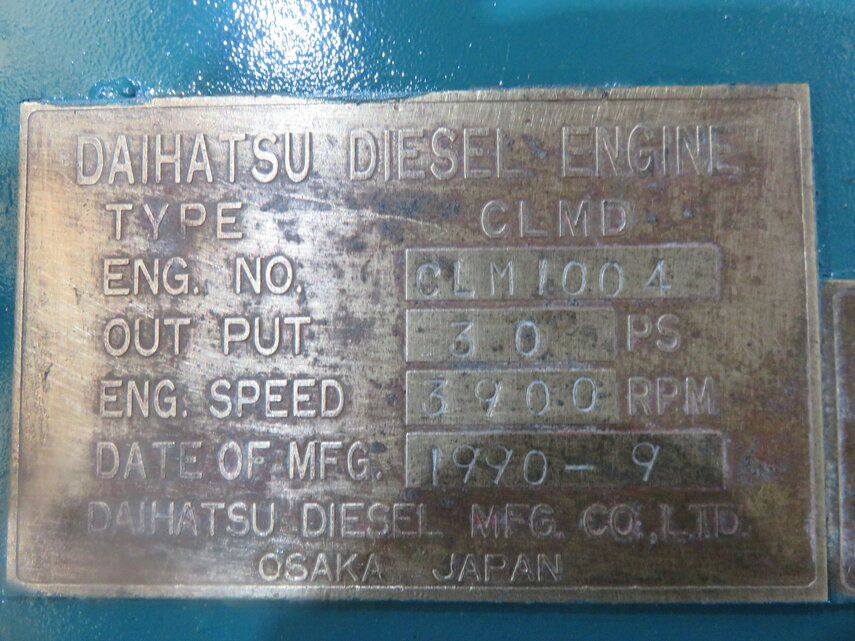 "DAIHATSU DIESEL ENGINE"
TYPE CLMD
ENG. NO. CLM1004
OUT PUT 30 PS
ENG. SPEED 3900 RPM
DATE OF MFG. 1990-9
DAIHATSU DIESEL MFG. CO., LTD.
OSAKA JAPAN